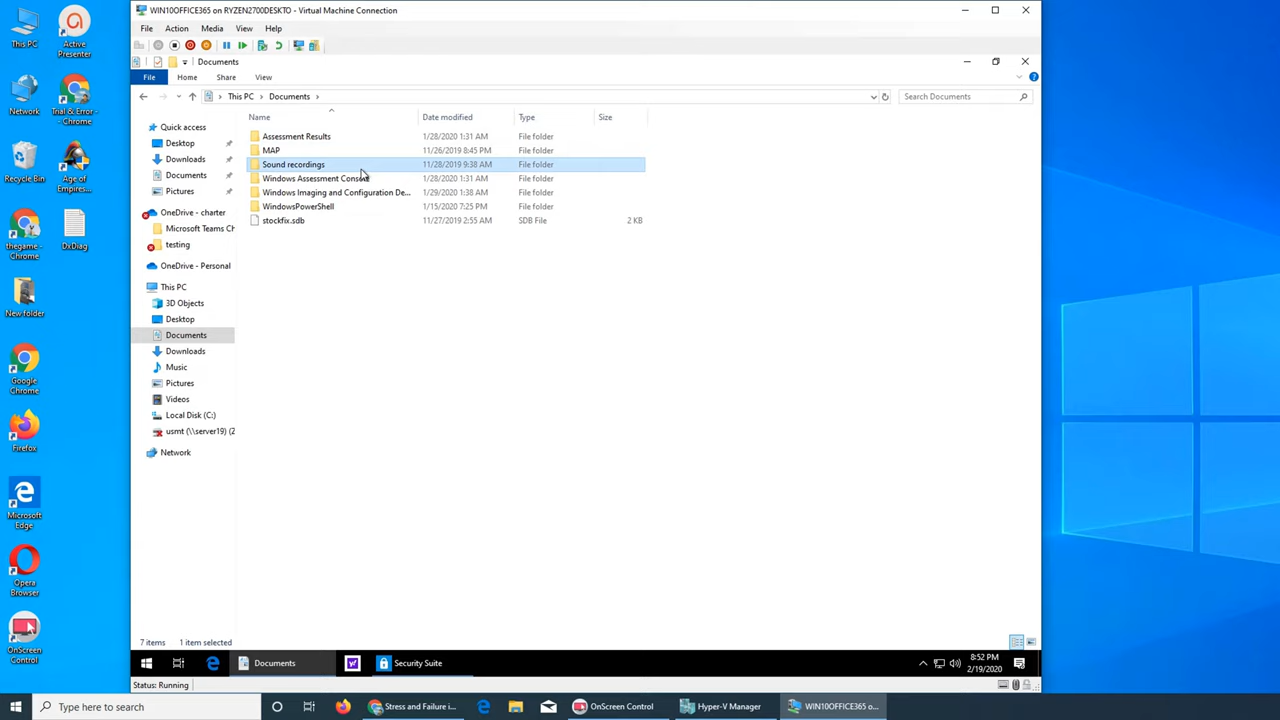 WIN10OFFICE365 on RYZEN2700DESKTO - Virtual Machine Connection
File Action Media View Help
Documents
File Home Share View
This PC > Documents >
Search Documents
Name Date modified Type Size
Quick access
Desktop
Downloads
Documents
Pictures
OneDrive - charter
Microsoft Teams Ch
testing
OneDrive - Personal
This PC
3D Objects
Desktop
Documents
Downloads
Music
Pictures
Videos
Local Disk (C:)
usmt (\\server19) (2
Network
Assessment Results 1/28/2020 1:31 AM File folder
MAP 11/26/2019 8:45 PM File folder
Sound recordings 11/28/2019 9:38 AM File folder
Windows Assessment Console 1/28/2020 1:31 AM File folder
Windows Imaging and Configuration De... 1/29/2020 1:38 AM File folder
WindowsPowerShell 1/15/2020 7:25 PM File folder
stockfix.sdb 11/27/2019 2:55 AM SDB File 2 KB
7 items 1 item selected
Documents
Security Suite
8:52 PM
2/19/2020
Status: Running
This PC
Active
Presenter
Network
Trial & Error -
Chrome
Recycle Bin
Age of
Empires...
thegame -
Chrome
DxDiag
New folder
Google
Chrome
Firefox
Microsoft
Edge
Opera
Browser
OnScreen
Control
Type here to search
Stress and Failure i...
OnScreen Control
Hyper-V Manager
WIN10OFFICE365 o...